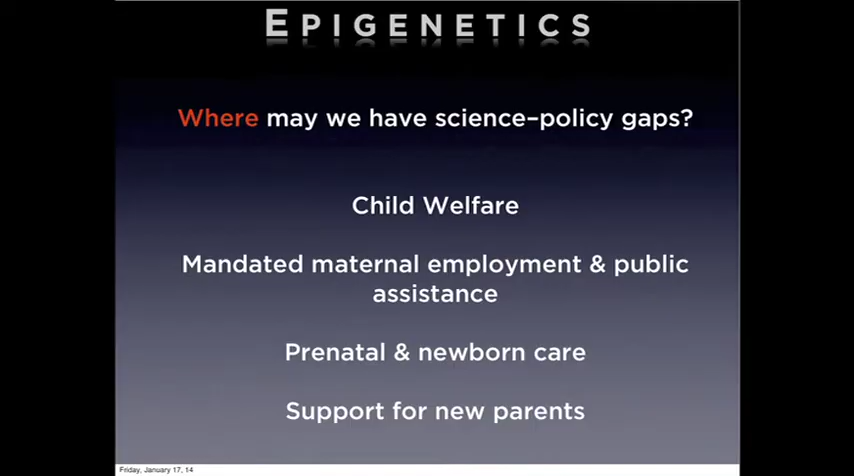 EPIGENETICS
Where may we have science–policy gaps?
Child Welfare
Mandated maternal employment & public
assistance
Prenatal & newborn care
Support for new parents
Friday, January 17, 14